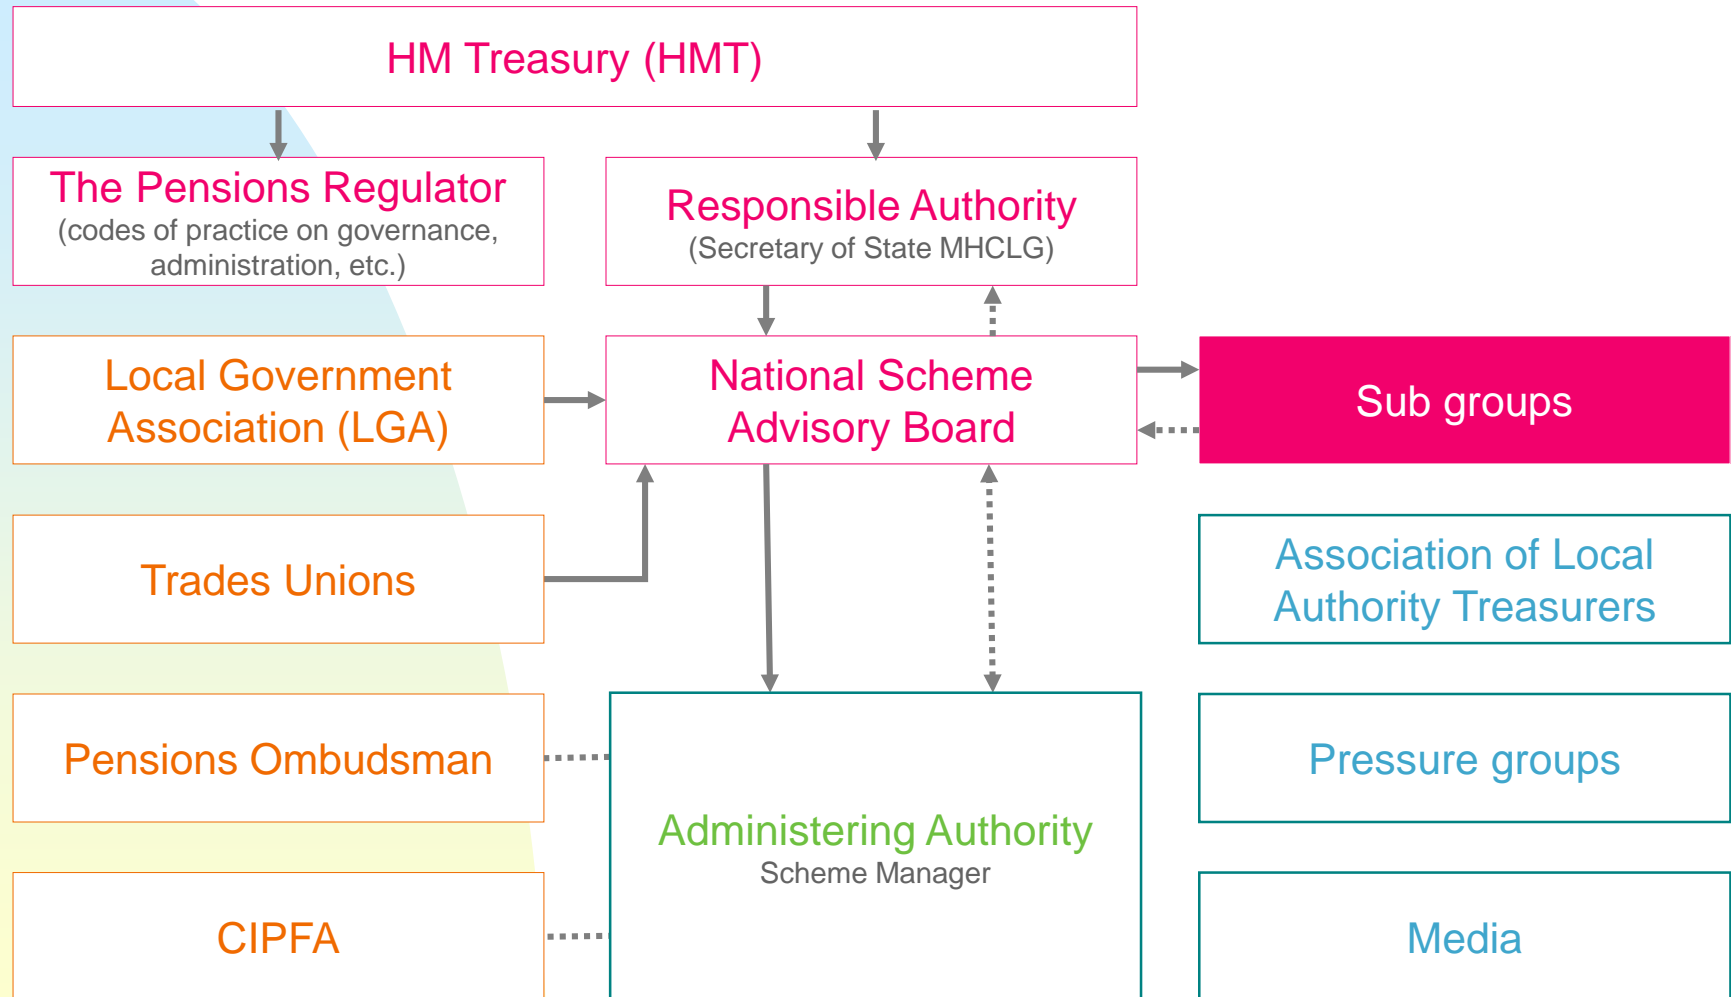 HM Treasury (HMT)
The Pensions Regulator
(codes of practice on governance,
administration, etc.)
Responsible Authority
(Secretary of State MHCLG)
Local Government
Association (LGA)
National Scheme
Advisory Board
Sub groups
Trades Unions
Association of Local
Authority Treasurers
Pensions Ombudsman
Pressure groups
Administering Authority
Scheme Manager
CIPFA
Media